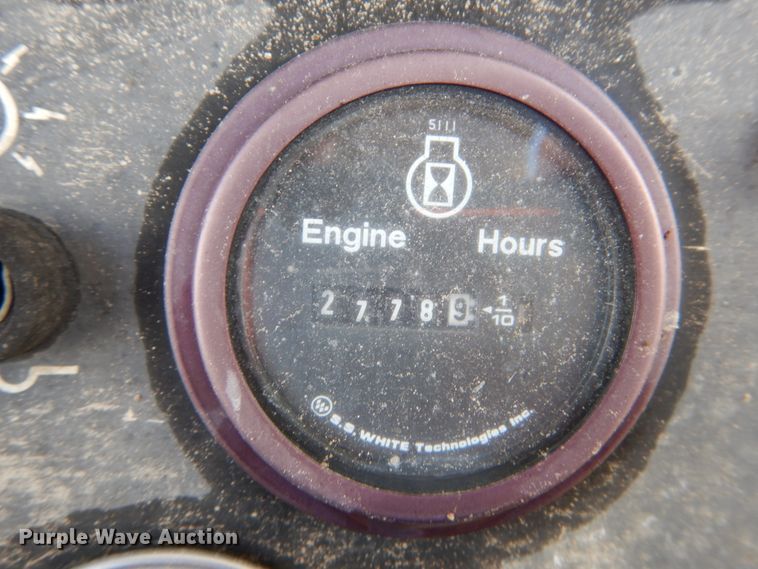 5111
Engine Hours
27789 1/10
W S.S. WHITE Technologies Inc.
Purple Wave Auction